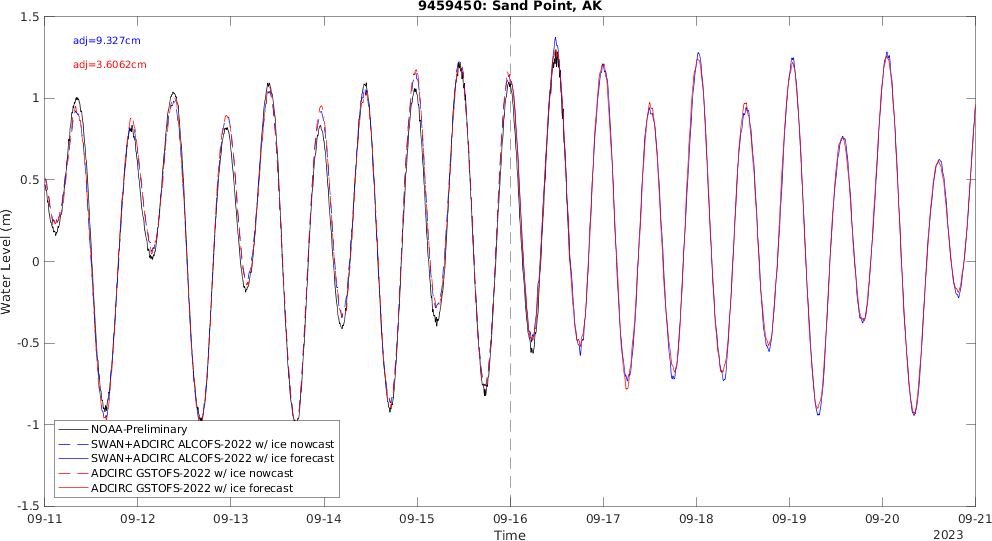 9459450: Sand Point, AK
adj=9.327cm
adj=3.6062cm
1.5
1
0.5
0
-0.5
-1
-1.5
Water Level (m)
NOAA-Preliminary
SWAN+ADCIRC ALCOFS-2022 w/ ice nowcast
SWAN+ADCIRC ALCOFS-2022 w/ ice forecast
ADCIRC GSTOFS-2022 w/ ice nowcast
ADCIRC GSTOFS-2022 w/ ice forecast
09-11 09-12 09-13 09-14 09-15 09-16 09-17 09-18 09-19 09-20 09-21
Time
2023